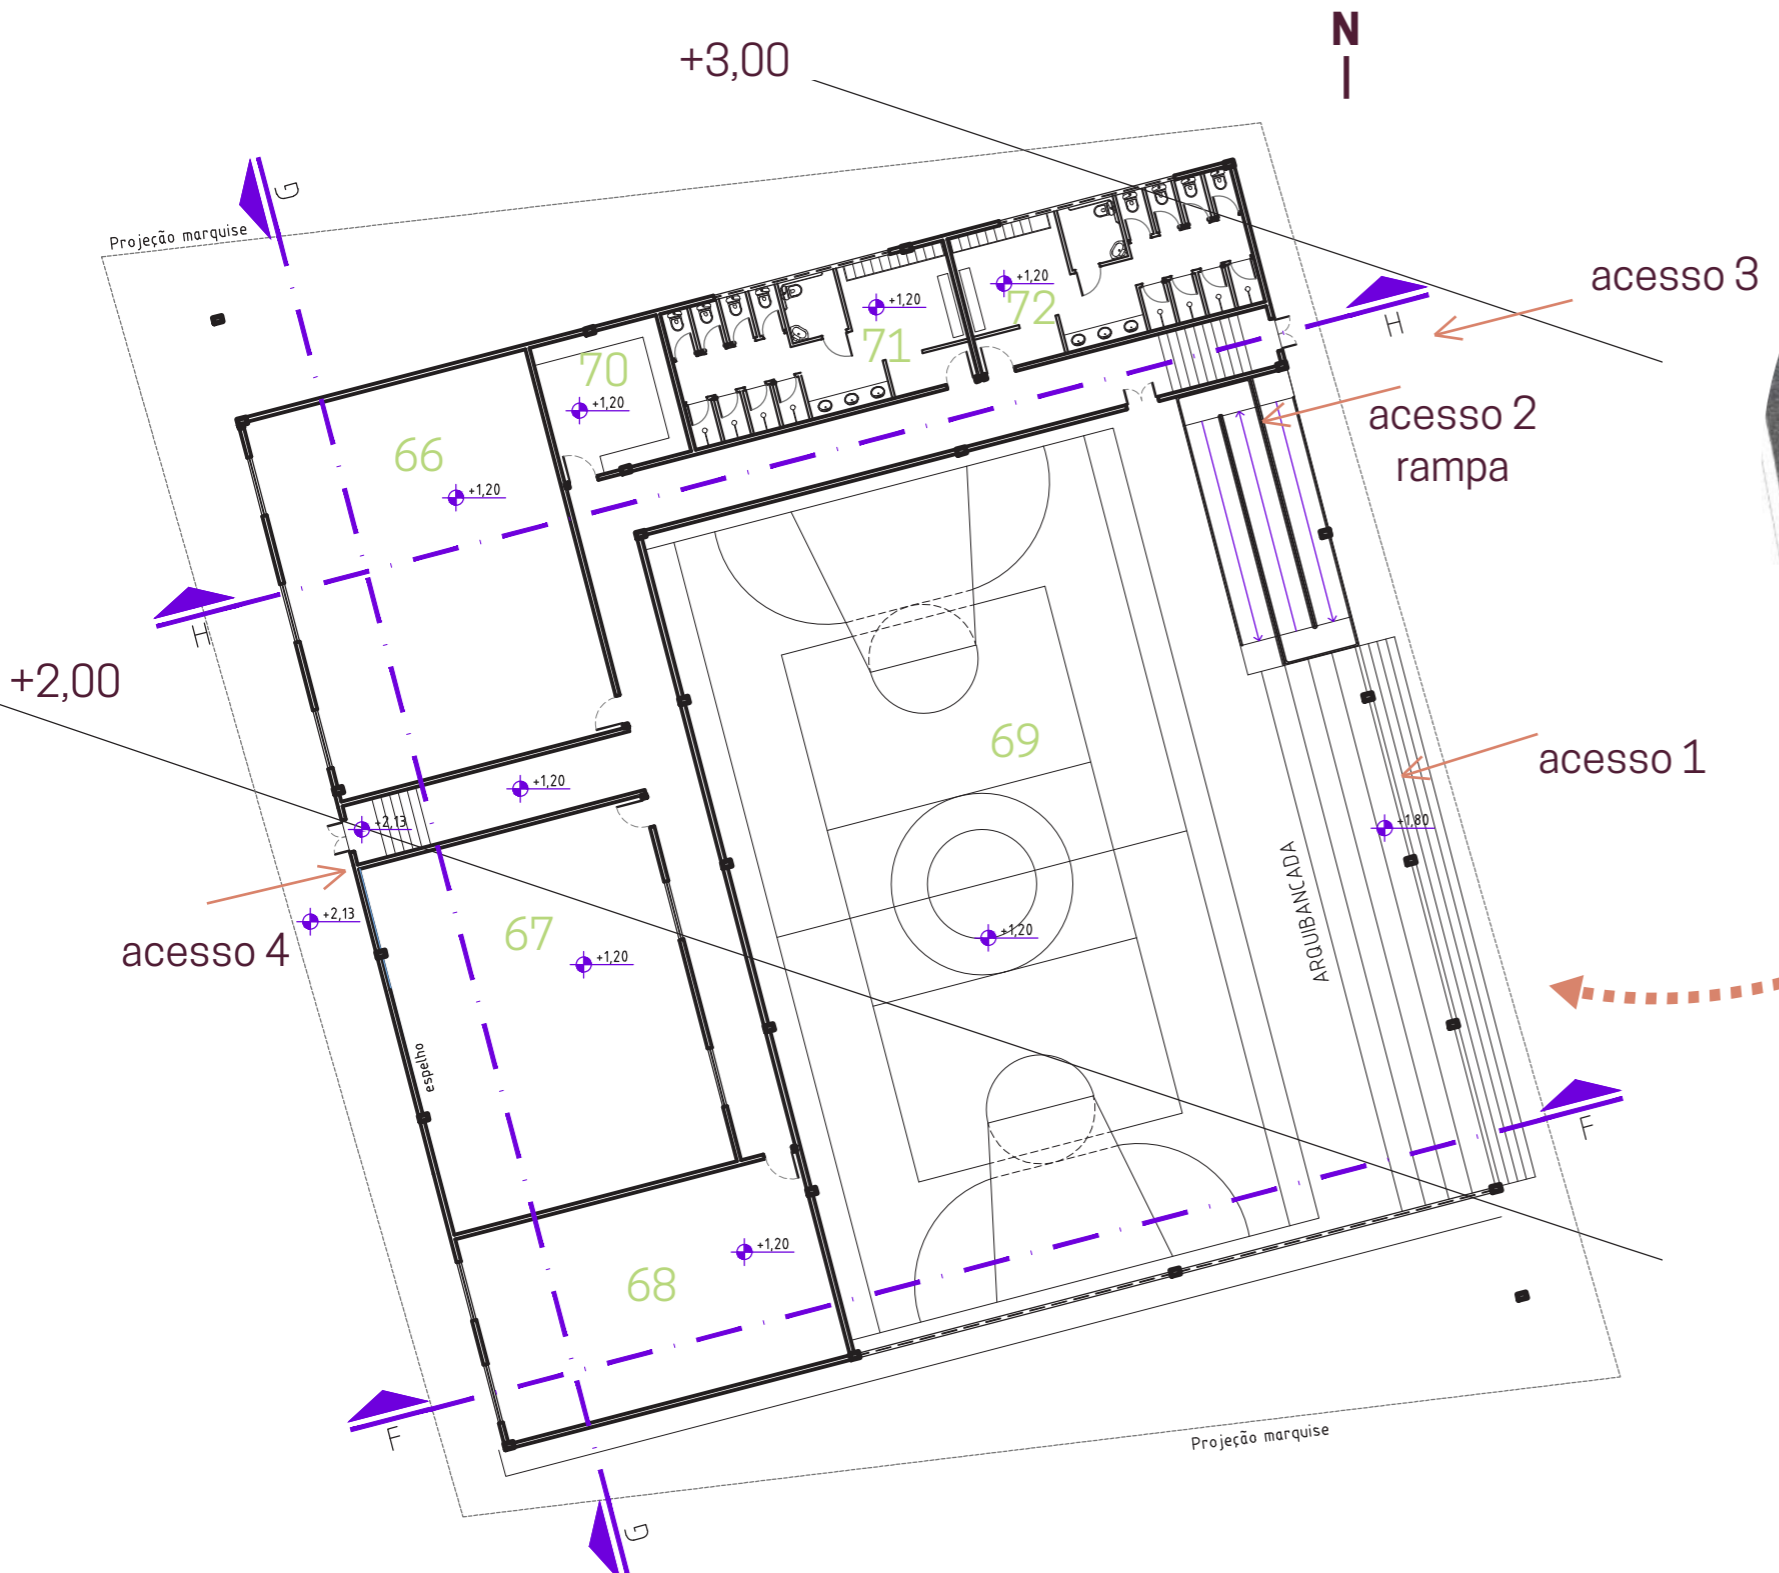 N
+3,00
G
Projeção marquise
acesso 3
H
+1,20
72
+1,20
71
70
+1,20
acesso 2
rampa
66
+1,20
H
+2,00
69
acesso 1
+1,20
+2,13
+1,80
ARQUIBANCADA
67
+2,13
acesso 4
+1,20
+1,20
espelho
F
68
+1,20
F
Projeção marquise
G